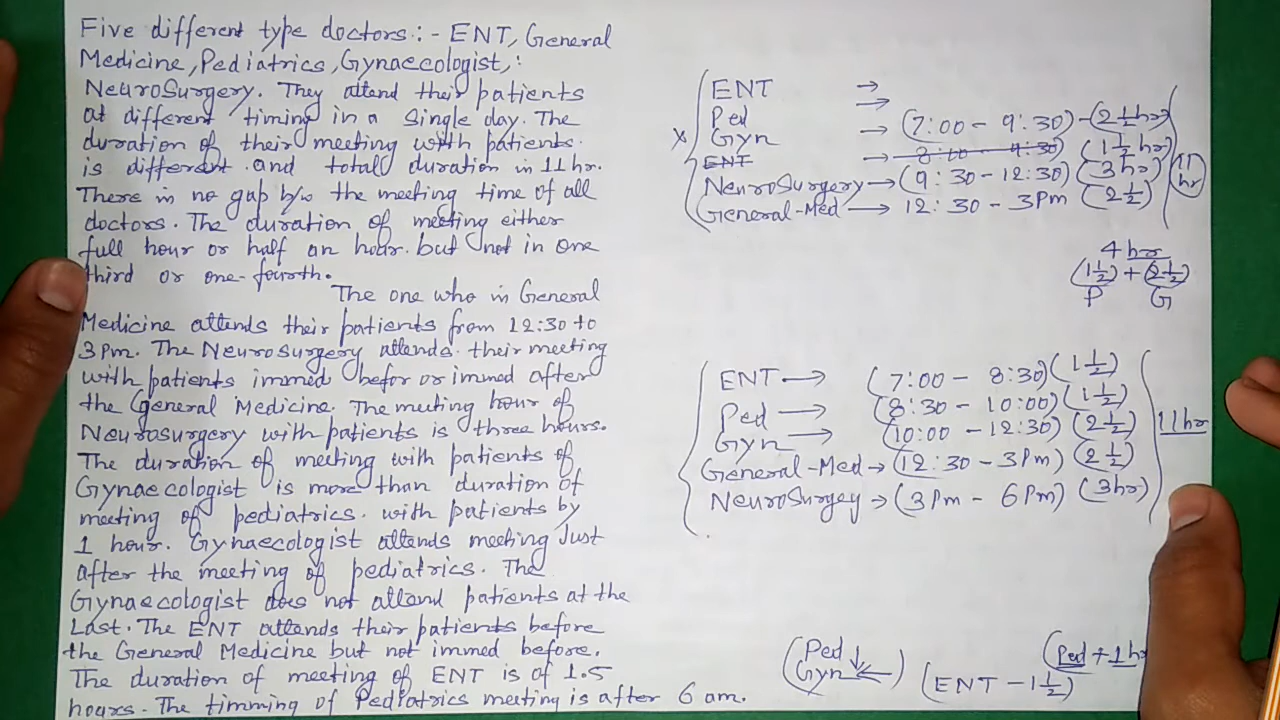 Five different type doctors:- ENT, General
Medicine, Pediatrics, Gynaecologist, :
NeuroSurgery. They attend their patients
at different timing in a single day. The
duration of their meeting with patients.
is different. and total duration in 11 hr.
There is no gap b/w the meeting time of all
doctors. The duration of meeting either
full hour or half an hour. but not in one
third or one-fourth.
The one who in General
Medicine attends their patients from 12:30 to
3 Pm. The Neurosurgery attends. their meeting
with patients immed befor or immed after
the General Medicine. The meeting hour of
Neurosurgery with patients is three hours.
The duration of meeting with patients of
Gynaecologist is more than duration of
meeting of pediatrics. with patients by
1 hour. Gynaecologist attends meeting Just
after the meeting of pediatrics. The
Gynaecologist does not attend patients at the
Last. The ENT attends their patients before
the General Medicine but not immed before.
The duration of meeting of ENT is of 1.5
hours. The timming of Pediatrics meeting is after 6 am.
ENT →
Ped →
x Gyn → (7:00 - 9:30) - (2 1/2 hr)
ENT → 8:00 - 9:30) (1 1/2 hr)
NeuroSurgery → (9:30 - 12:30) (3 hr)
General-Med → 12:30 - 3 Pm (2 1/2)
11 hr
4 hr
(1 1/2) + (2 1/2)
P G
ENT → (7:00 - 8:30) (1 1/2)
Ped → (8:30 - 10:00) (1 1/2)
Gyn → (10:00 - 12:30) (2 1/2)
General-Med → (12:30 - 3 Pm) (2 1/2)
NeuroSurgey → (3 Pm - 6 Pm) (3 hr)
11 hr
(Ped ↓
Gyn ←)
(Ped + 1 hr
(ENT - 1 1/2)